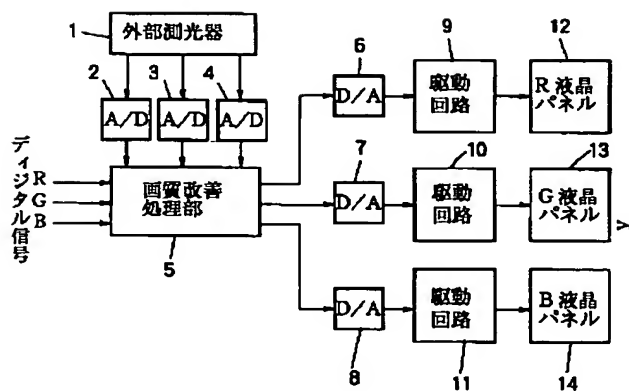 1
外部測光器
2
3
4
A/D
A/D
A/D
ディジタル信号
R
G
B
画質改善
処理部
5
6
D/A
7
D/A
D/A
8
9
駆動
回路
10
駆動
回路
駆動
回路
11
12
R 液晶
パネル
13
G 液晶
パネル
B 液晶
パネル
14